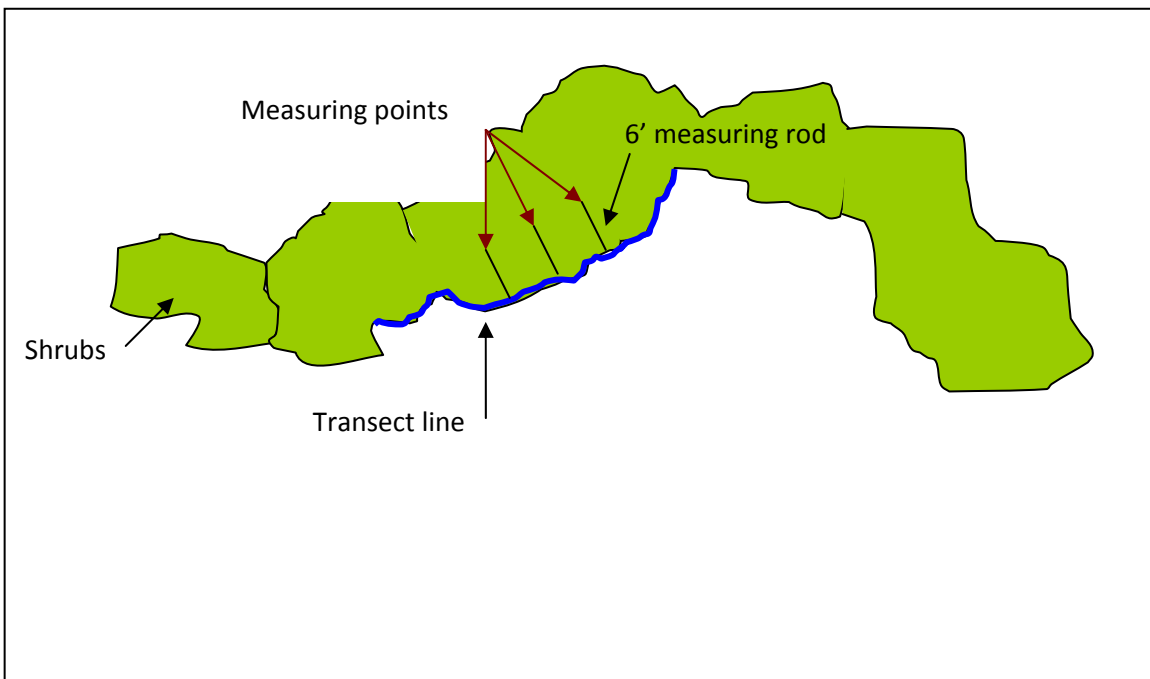 Measuring points
6’ measuring rod
Shrubs
Transect line